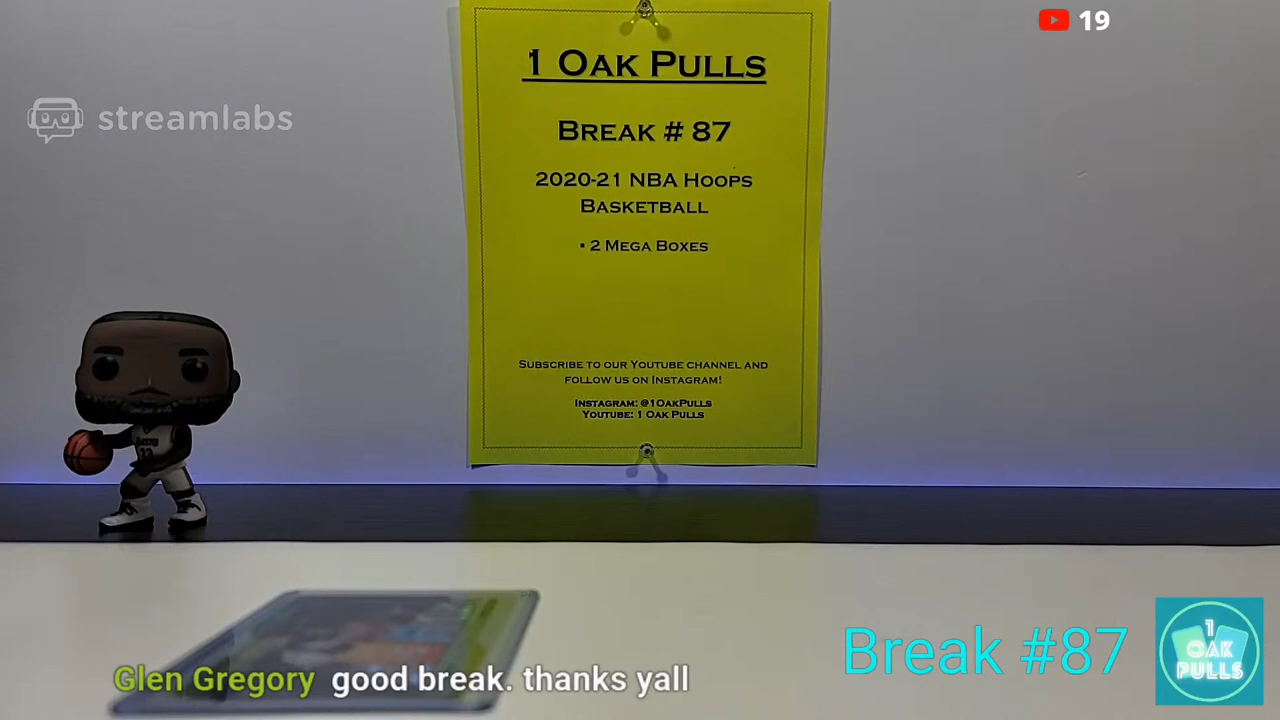 19
streamlabs
1 OAK PULLS
BREAK # 87
2020-21 NBA HOOPS
BASKETBALL
▪ 2 MEGA BOXES
SUBSCRIBE TO OUR YOUTUBE CHANNEL AND
FOLLOW US ON INSTAGRAM!
INSTAGRAM: @1OAKPULLS
YOUTUBE: 1 OAK PULLS
Glen Gregory good break. thanks yall
Break #87
1
OAK
PULLS